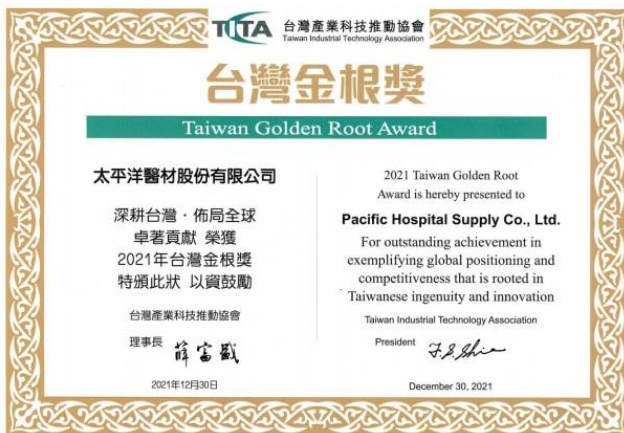 TITA 台灣產業科技推動協會
Taiwan Industrial Technology Association
台灣金根獎
Taiwan Golden Root Award
太平洋醫材股份有限公司
深耕台灣・佈局全球
卓著貢獻 榮獲
2021年台灣金根獎
特頒此狀 以資鼓勵
台灣產業科技推動協會
理事長 薛富盛
2021年12月30日
2021 Taiwan Golden Root
Award is hereby presented to
Pacific Hospital Supply Co., Ltd.
For outstanding achievement in
exemplifying global positioning and
competitiveness that is rooted in
Taiwanese ingenuity and innovation
Taiwan Industrial Technology Association
President F. S. Shieu
December 30, 2021